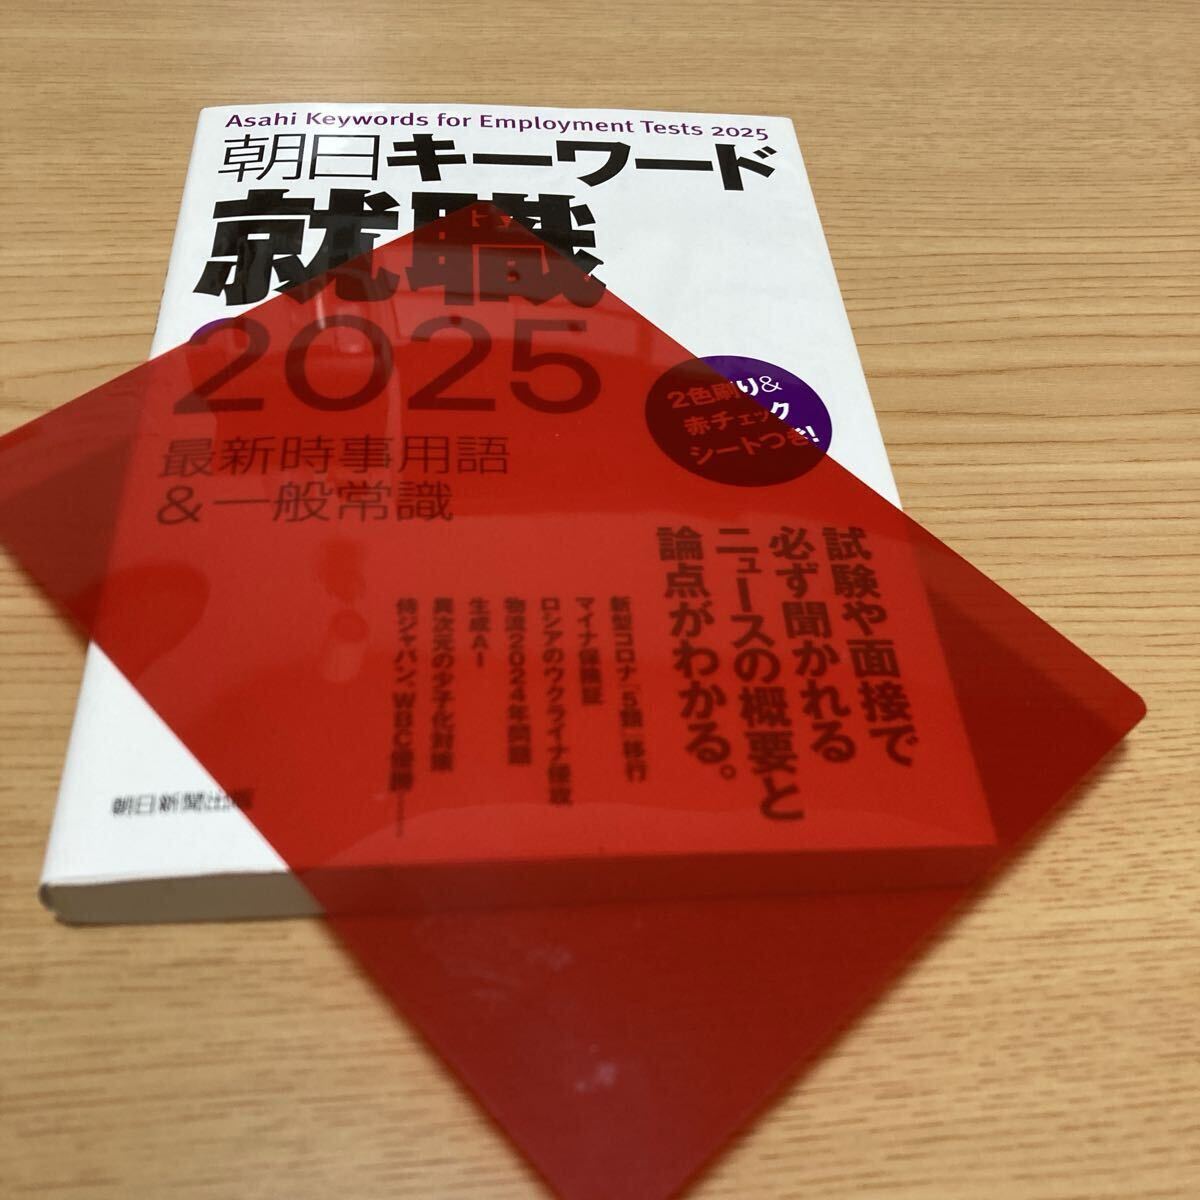 Asahi Keywords for Employment Tests 2025
朝日キーワード
就職
2025
最新時事用語
&一般常識
2色刷り&
赤チェック
シートつき!
試験や面接で
必ず聞かれる
ニュースの概要と
論点がわかる。
新型コロナ「5類」移行
マイナ保険証
ロシアのウクライナ侵攻
物流2024年問題
生成AI
異次元の少子化対策
侍ジャパン、WBC優勝──
朝日新聞出版